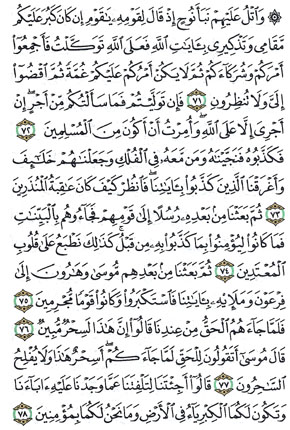 ۞ وَٱتۡلُ عَلَيۡهِمۡ نَبَأَ نُوحٍ إِذۡ قَالَ لِقَوۡمِهِۦ يَٰقَوۡمِ إِن كَانَ كَبُرَ عَلَيۡكُم
مَّقَامِي وَتَذۡكِيرِي بِـَٔايَٰتِ ٱللَّهِ فَعَلَى ٱللَّهِ تَوَكَّلۡتُ فَأَجۡمِعُوٓاْ
أَمۡرَكُمۡ وَشُرَكَآءَكُمۡ ثُمَّ لَا يَكُنۡ أَمۡرُكُمۡ عَلَيۡكُمۡ غُمَّةٗ ثُمَّ ٱقۡضُوٓاْ
إِلَيَّ وَلَا تُنظِرُونِ ٧١ فَإِن تَوَلَّيۡتُمۡ فَمَا سَأَلۡتُكُم مِّنۡ أَجۡرٍۖ إِنۡ
أَجۡرِيَ إِلَّا عَلَى ٱللَّهِۖ وَأُمِرۡتُ أَنۡ أَكُونَ مِنَ ٱلۡمُسۡلِمِينَ ٧٢
فَكَذَّبُوهُ فَنَجَّيۡنَٰهُ وَمَن مَّعَهُۥ فِي ٱلۡفُلۡكِ وَجَعَلۡنَٰهُمۡ خَلَٰٓئِفَ
وَأَغۡرَقۡنَا ٱلَّذِينَ كَذَّبُواْ بِـَٔايَٰتِنَاۖ فَٱنظُرۡ كَيۡفَ كَانَ عَٰقِبَةُ ٱلۡمُنذَرِينَ
٧٣ ثُمَّ بَعَثۡنَا مِنۢ بَعۡدِهِۦ رُسُلًا إِلَىٰ قَوۡمِهِمۡ فَجَآءُوهُم بِٱلۡبَيِّنَٰتِ
فَمَا كَانُواْ لِيُؤۡمِنُواْ بِمَا كَذَّبُواْ بِهِۦ مِن قَبۡلُۚ كَذَٰلِكَ نَطۡبَعُ عَلَىٰ قُلُوبِ
ٱلۡمُعۡتَدِينَ ٧٤ ثُمَّ بَعَثۡنَا مِنۢ بَعۡدِهِم مُّوسَىٰ وَهَٰرُونَ إِلَىٰ
فِرۡعَوۡنَ وَمَلَإِيْهِۦ بِـَٔايَٰتِنَا فَٱسۡتَكۡبَرُواْ وَكَانُواْ قَوۡمٗا مُّجۡرِمِينَ ٧٥
فَلَمَّا جَآءَهُمُ ٱلۡحَقُّ مِنۡ عِندِنَا قَالُوٓاْ إِنَّ هَٰذَا لَسِحۡرٞ مُّبِينٞ ٧٦
قَالَ مُوسَىٰٓ أَتَقُولُونَ لِلۡحَقِّ لَمَّا جَآءَكُمۡۖ أَسِحۡرٌ هَٰذَا وَلَا يُفۡلِحُ
ٱلسَّٰحِرُونَ ٧٧ قَالُوٓاْ أَجِئۡتَنَا لِتَلۡفِتَنَا عَمَّا وَجَدۡنَا عَلَيۡهِ ءَابَآءَنَا
وَتَكُونَ لَكُمَا ٱلۡكِبۡرِيَآءُ فِي ٱلۡأَرۡضِ وَمَا نَحۡنُ لَكُمَا بِمُؤۡمِنِينَ ٧٨